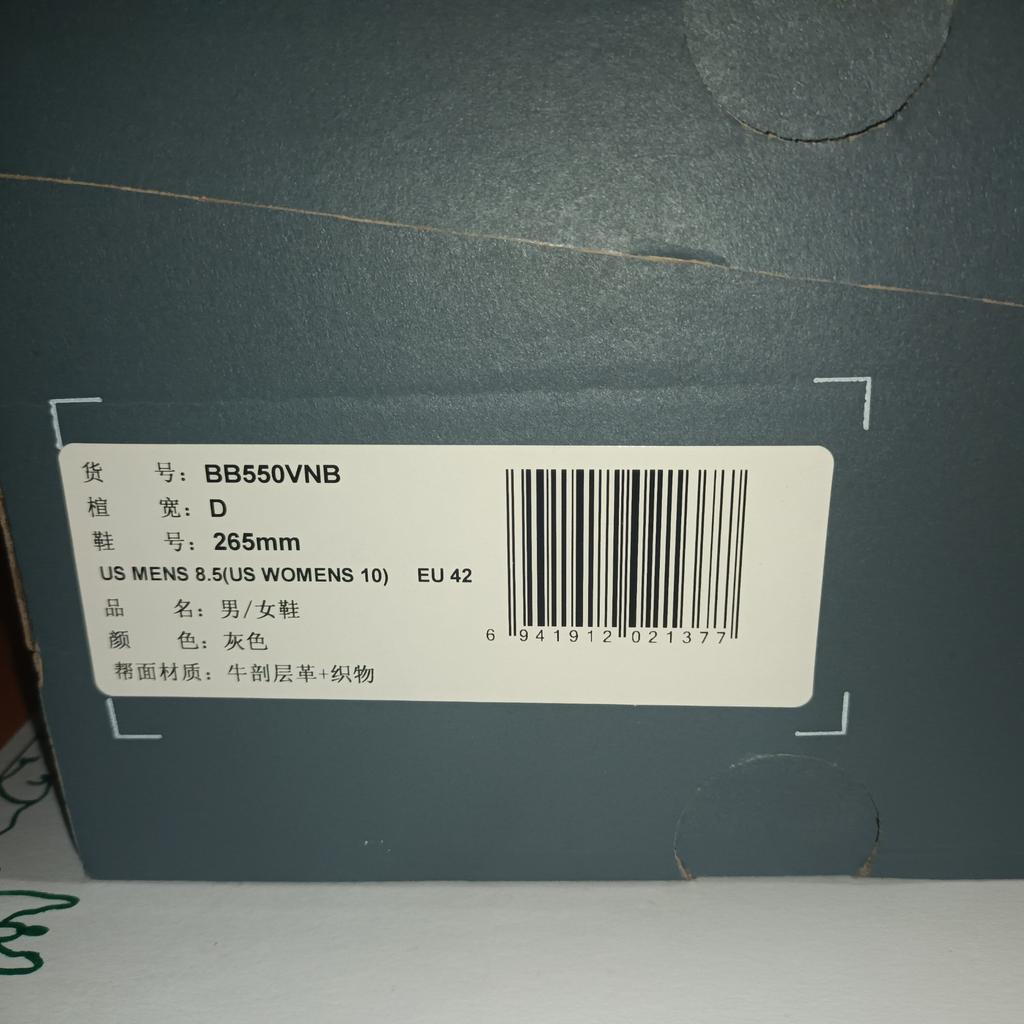 货 号：BB550VNB
楦 宽：D
鞋 号：265mm
US MENS 8.5(US WOMENS 10) EU 42
品 名：男/女鞋
颜 色：灰色
帮面材质：牛剖层革+织物
6 941912 021377